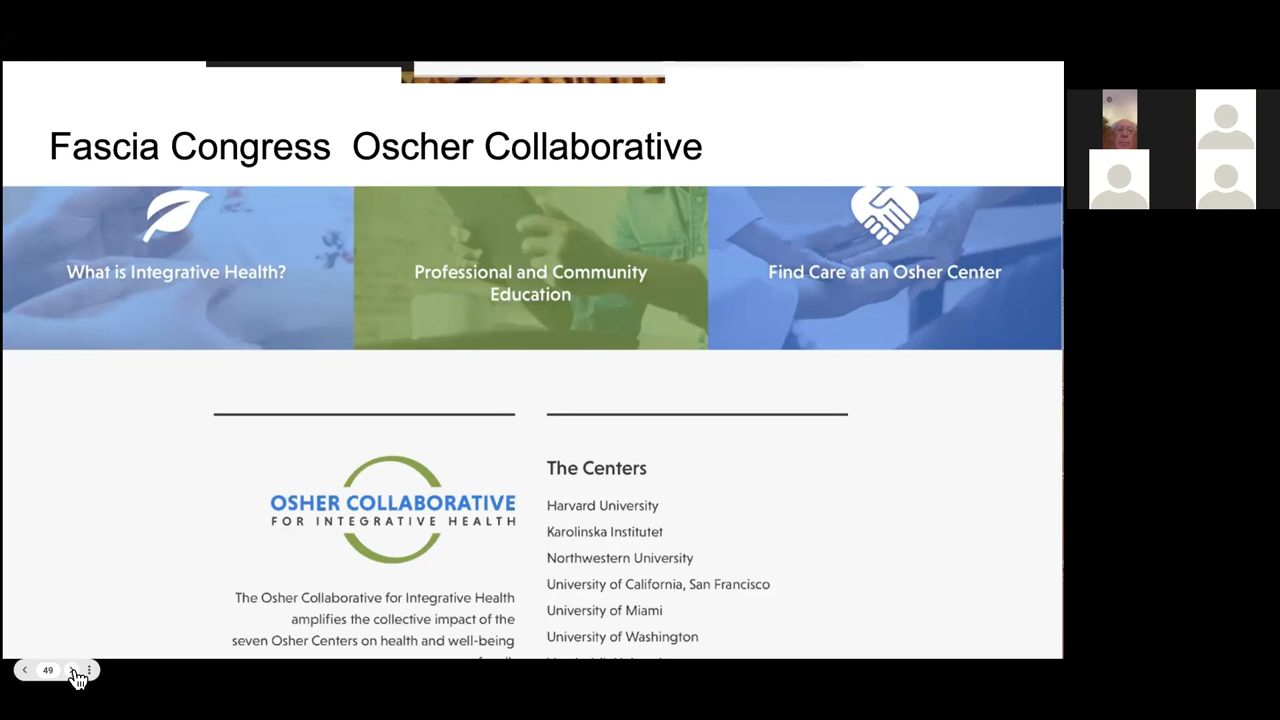 Fascia Congress  Oscher Collaborative
What is Integrative Health?
Professional and Community
Education
Find Care at an Osher Center
OSHER COLLABORATIVE
FOR INTEGRATIVE HEALTH
The Osher Collaborative for Integrative Health
amplifies the collective impact of the
seven Osher Centers on health and well-being
The Centers
Harvard University
Karolinska Institutet
Northwestern University
University of California, San Francisco
University of Miami
University of Washington
49